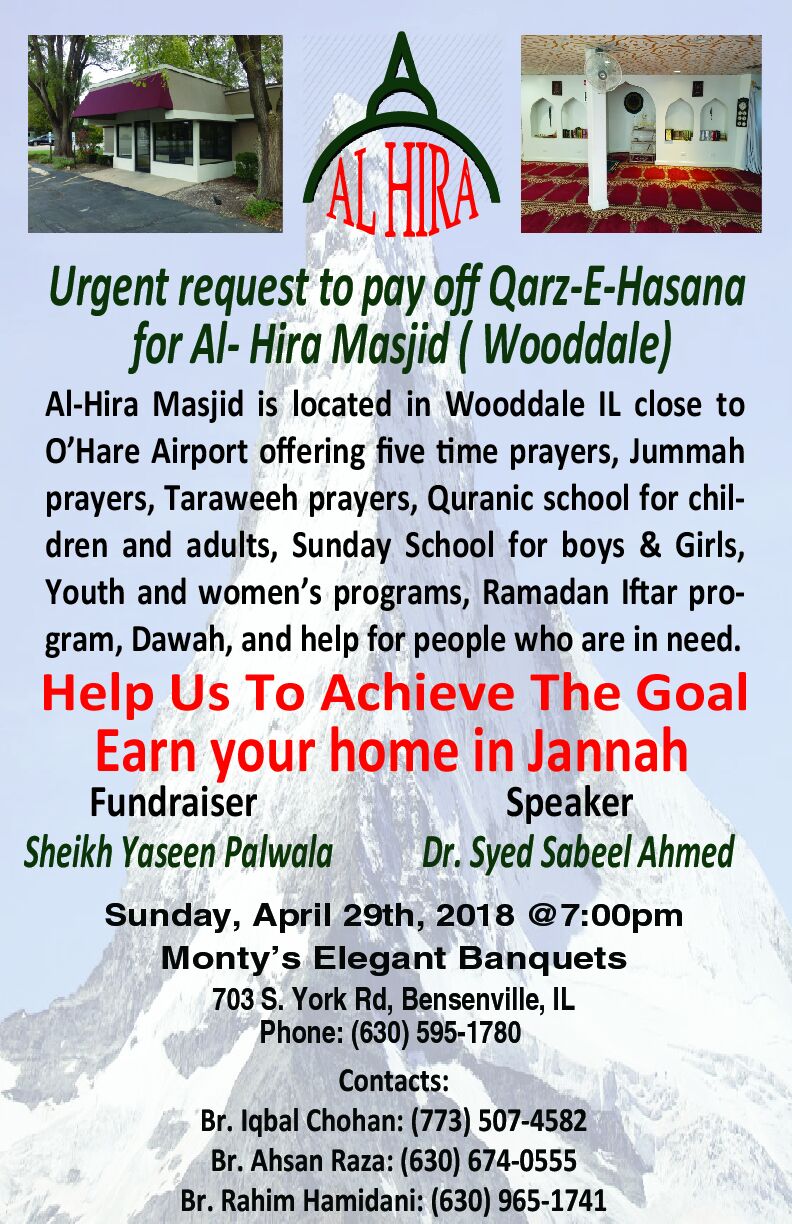 AL HIRA
Urgent request to pay off Qarz-E-Hasana
for Al- Hira Masjid ( Wooddale)
Al-Hira Masjid is located in Wooddale IL close to
O’Hare Airport offering five time prayers, Jummah
prayers, Taraweeh prayers, Quranic school for chil-
dren and adults, Sunday School for boys & Girls,
Youth and women’s programs, Ramadan Iftar pro-
gram, Dawah, and help for people who are in need.
Help Us To Achieve The Goal
Earn your home in Jannah
Fundraiser Speaker
Sheikh Yaseen Palwala Dr. Syed Sabeel Ahmed
Sunday, April 29th, 2018 @7:00pm
Monty’s Elegant Banquets
703 S. York Rd, Bensenville, IL
Phone: (630) 595-1780
Contacts:
Br. Iqbal Chohan: (773) 507-4582
Br. Ahsan Raza: (630) 674-0555
Br. Rahim Hamidani: (630) 965-1741